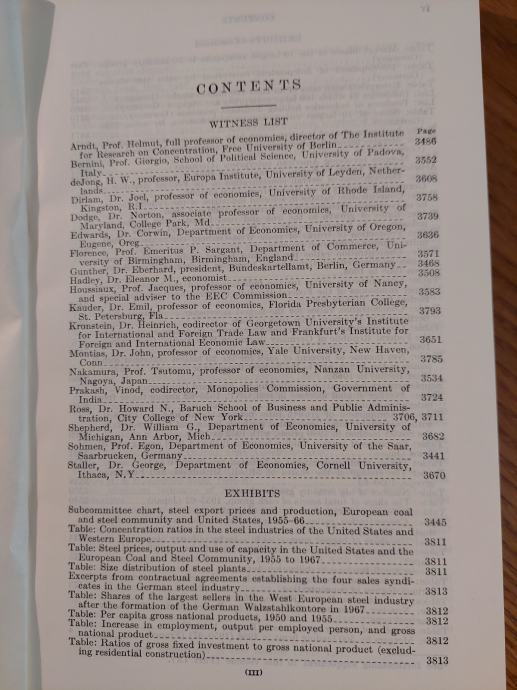 CONTENTS
WITNESS LIST
Page
Arndt, Prof. Helmut, full professor of economics, director of The Institute
for Research on Concentration, Free University of Berlin 3486
Bernini, Prof. Giorgio, School of Political Science, University of Padova,
Italy 3552
deJong, H. W., professor, Europa Institute, University of Leyden, Nether-
lands 3608
Dirlam, Dr. Joel, professor of economics, University of Rhode Island,
Kingston, R.I. 3758
Dodge, Dr. Norton, associate professor of economics, University of
Maryland, College Park, Md. 3739
Edwards, Dr. Corwin, Department of Economics, University of Oregon,
Eugene, Oreg. 3636
Florence, Prof. Emeritus P. Sargant, Department of Commerce, Uni-
versity of Birmingham, Birmingham, England 3571
Gunther, Dr. Eberhard, president, Bundeskartellamt, Berlin, Germany 3468
Hadley, Dr. Eleanor M., economist 3508
Houssiaux, Prof. Jacques, professor of economics, University of Nancy,
and special adviser to the EEC Commission 3583
Kauder, Dr. Emil, professor of economics, Florida Presbyterian College,
St. Petersburg, Fla. 3793
Kronstein, Dr. Heinrich, codirector of Georgetown University's Institute
for International and Foreign Trade Law and Frankfurt's Institute for
Foreign and International Economic Law 3651
Montias, Dr. John, professor of economics, Yale University, New Haven,
Conn. 3785
Nakamura, Prof. Tsutomu, professor of economics, Nanzan University,
Nagoya, Japan 3534
Prakash, Vinod, codirector, Monopolies Commission, Government of
India 3724
Ross, Dr. Howard N., Baruch School of Business and Public Adminis-
tration, City College of New York 3706, 3711
Shepherd, Dr. William G., Department of Economics, University of
Michigan, Ann Arbor, Mich. 3682
Sohmen, Prof. Egon, Department of Economics, University of the Saar,
Saarbrucken, Germany 3441
Staller, Dr. George, Department of Economics, Cornell University,
Ithaca, N.Y. 3670
EXHIBITS
Subcommittee chart, steel export prices and production, European coal
and steel community and United States, 1955-66 3445
Table: Concentration ratios in the steel industries of the United States and
Western Europe 3811
Table: Steel prices, output and use of capacity in the United States and the
European Coal and Steel Community, 1955 to 1967 3811
Table: Size distribution of steel plants 3811
Excerpts from contractual agreements establishing the four sales syndi-
cates in the German steel industry 3813
Table: Shares of the largest sellers in the West European steel industry
after the formation of the German Walzstahlkontore in 1967 3812
Table: Per capita gross national products, 1950 and 1955 3812
Table: Increase in employment, output per employed person, and gross
national product 3812
Table: Ratios of gross fixed investment to gross national product (exclud-
ing residential construction) 3813
(III)